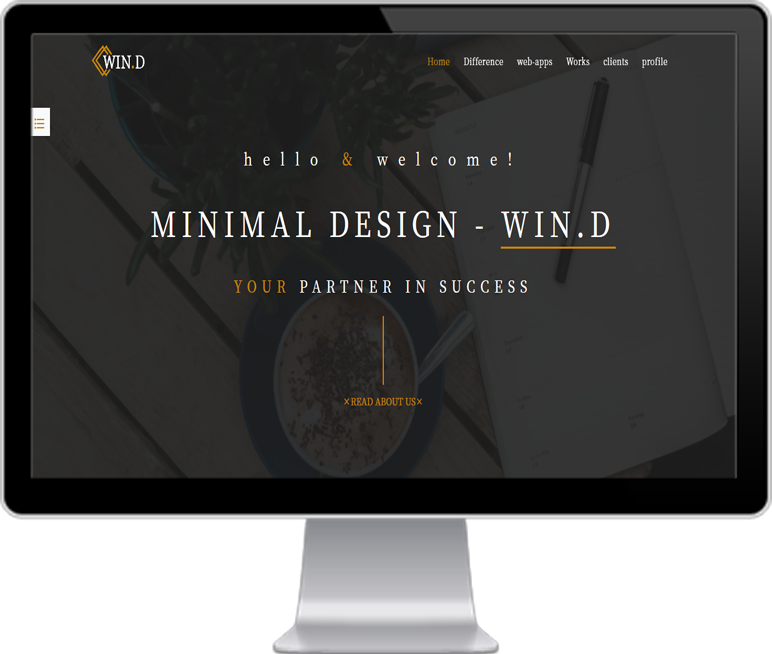 WIN.D
Home Difference web-apps Works clients profile
hello & welcome!
MINIMAL DESIGN - WIN.D
YOUR PARTNER IN SUCCESS
×READ ABOUT US×